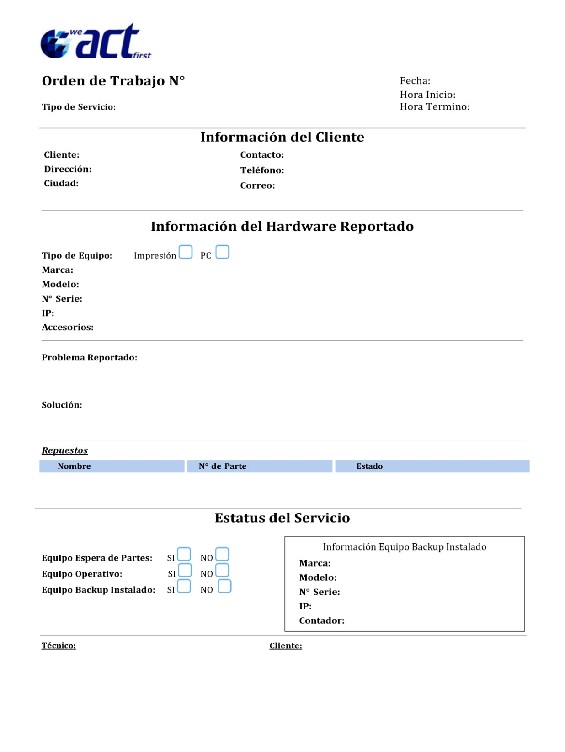 we act first
Orden de Trabajo N°
Fecha:
Hora Inicio:
Tipo de Servicio:
Hora Termino:
Información del Cliente
Cliente: Contacto:
Dirección: Teléfono:
Ciudad: Correo:
Información del Hardware Reportado
Tipo de Equipo: Impresión PC
Marca:
Modelo:
N° Serie:
IP:
Accesorios:
Problema Reportado:
Solución:
Repuestos
Nombre N° de Parte Estado
Estatus del Servicio
Equipo Espera de Partes: SI NO
Equipo Operativo: SI NO
Equipo Backup Instalado: SI NO
Información Equipo Backup Instalado
Marca:
Modelo:
N° Serie:
IP:
Contador:
Técnico: Cliente: